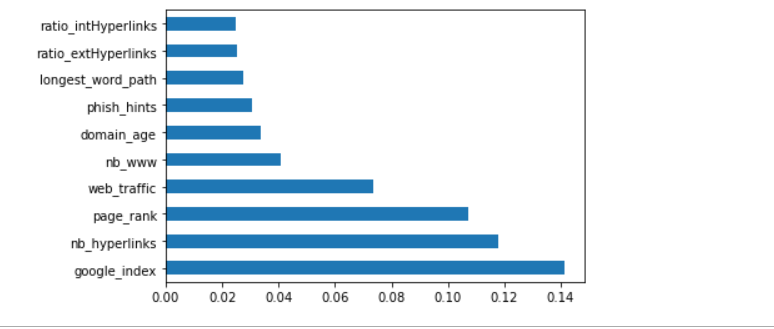 ratio_intHyperlinks
ratio_extHyperlinks
longest_word_path
phish_hints
domain_age
nb_www
web_traffic
page_rank
nb_hyperlinks
google_index
0.00 0.02 0.04 0.06 0.08 0.10 0.12 0.14